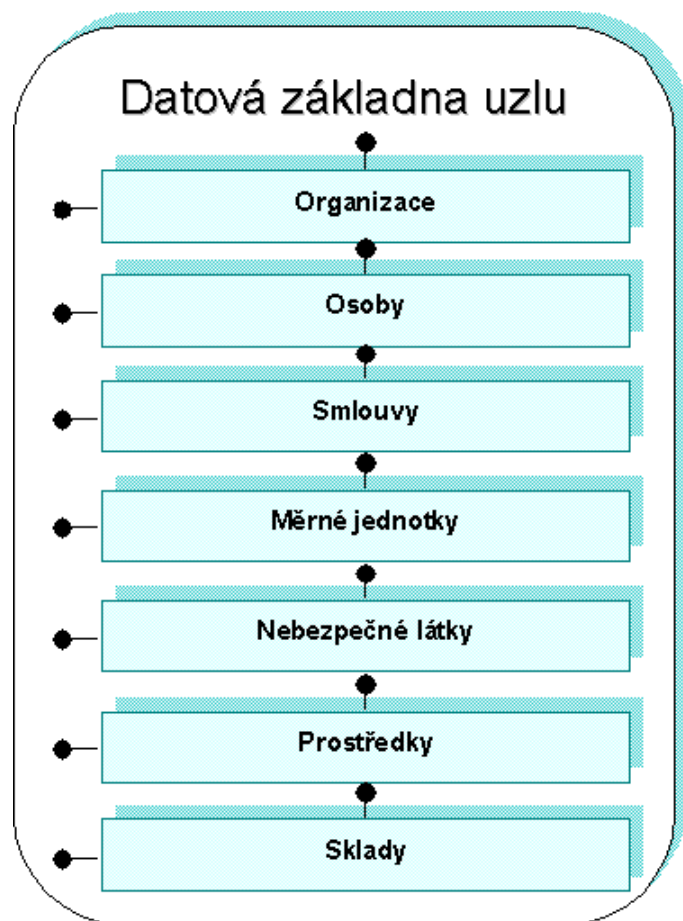 Datová základna uzlu
Organizace
Osoby
Smlouvy
Měrné jednotky
Nebezpečné látky
Prostředky
Sklady